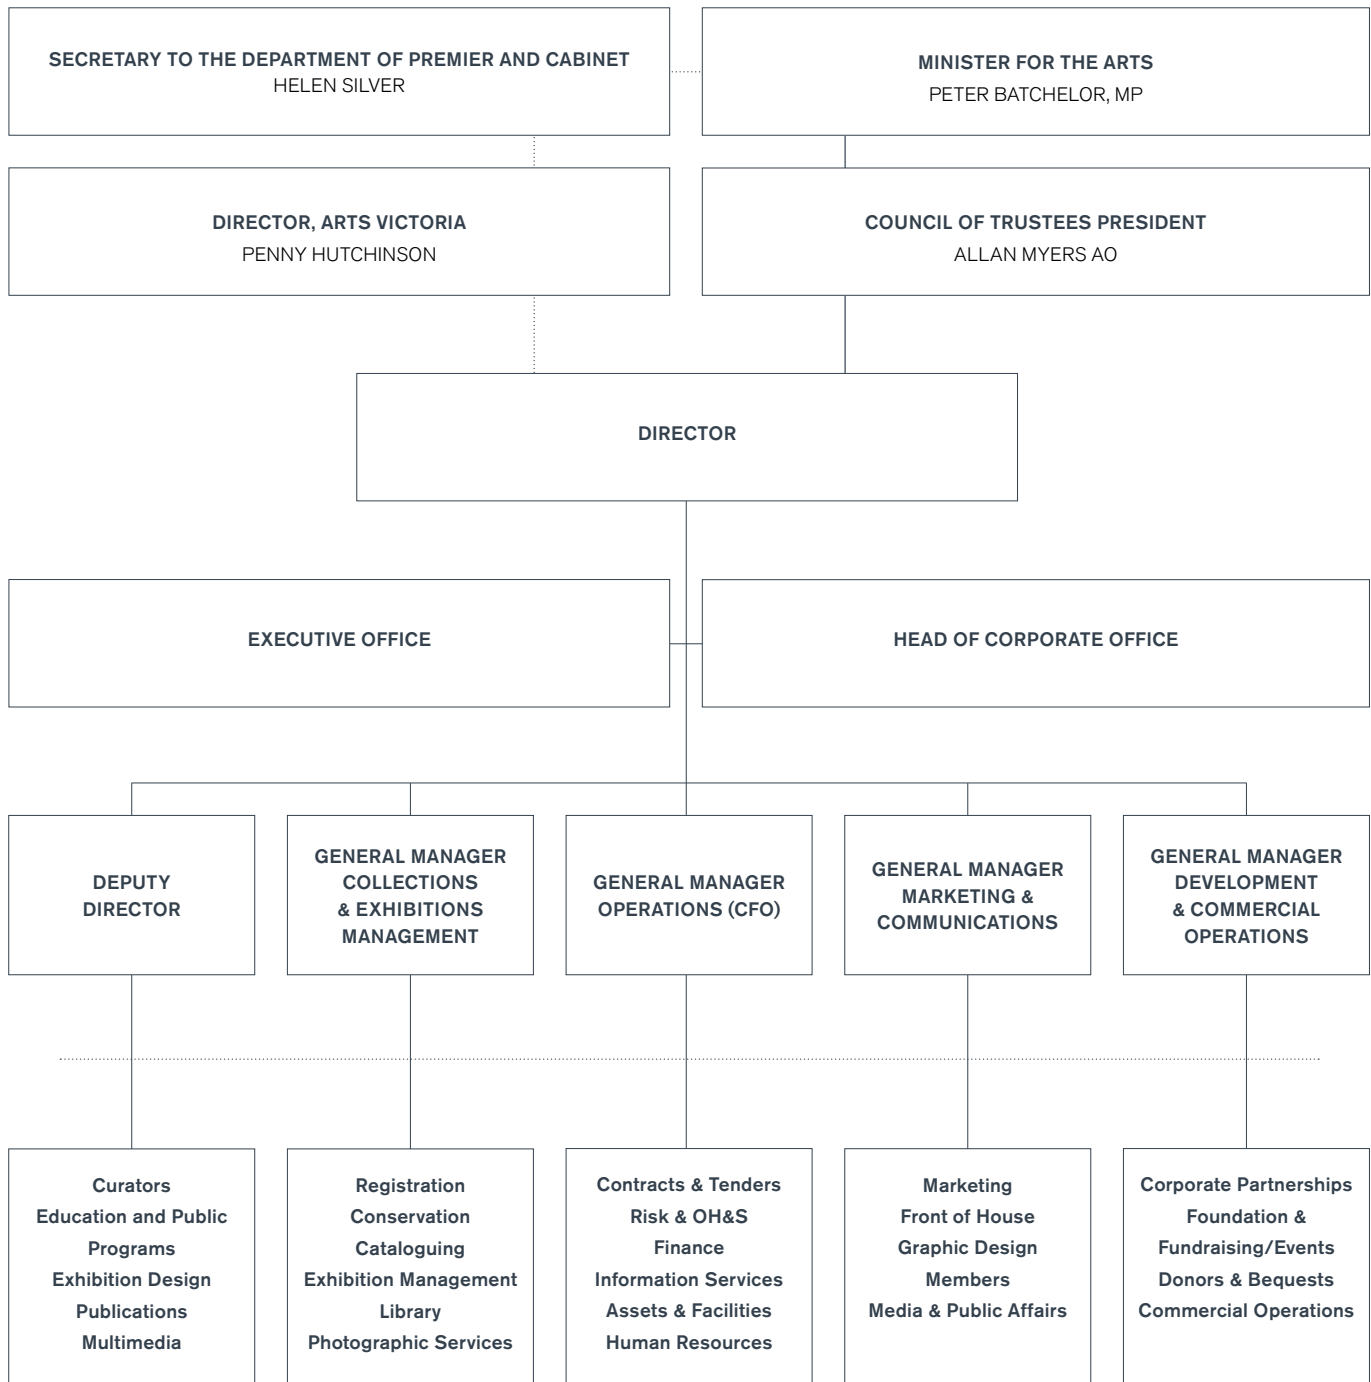 SECRETARY TO THE DEPARTMENT OF PREMIER AND CABINET
HELEN SILVER
MINISTER FOR THE ARTS
PETER BATCHELOR, MP
DIRECTOR, ARTS VICTORIA
PENNY HUTCHINSON
COUNCIL OF TRUSTEES PRESIDENT
ALLAN MYERS AO
DIRECTOR
EXECUTIVE OFFICE
HEAD OF CORPORATE OFFICE
DEPUTY
DIRECTOR
GENERAL MANAGER
COLLECTIONS
& EXHIBITIONS
MANAGEMENT
GENERAL MANAGER
OPERATIONS (CFO)
GENERAL MANAGER
MARKETING &
COMMUNICATIONS
GENERAL MANAGER
DEVELOPMENT
& COMMERCIAL
OPERATIONS
Curators
Education and Public
Programs
Exhibition Design
Publications
Multimedia
Registration
Conservation
Cataloguing
Exhibition Management
Library
Photographic Services
Contracts & Tenders
Risk & OH&S
Finance
Information Services
Assets & Facilities
Human Resources
Marketing
Front of House
Graphic Design
Members
Media & Public Affairs
Corporate Partnerships
Foundation &
Fundraising/Events
Donors & Bequests
Commercial Operations